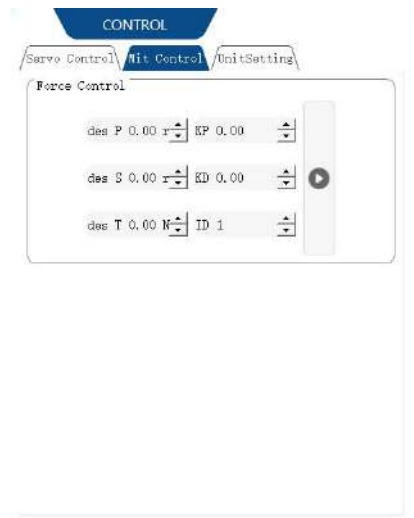 CONTROL
Servo Control Mit Control UnitSetting
Force Control
des P 0.00 r KP 0.00
des S 0.00 r KD 0.00
des T 0.00 N ID 1